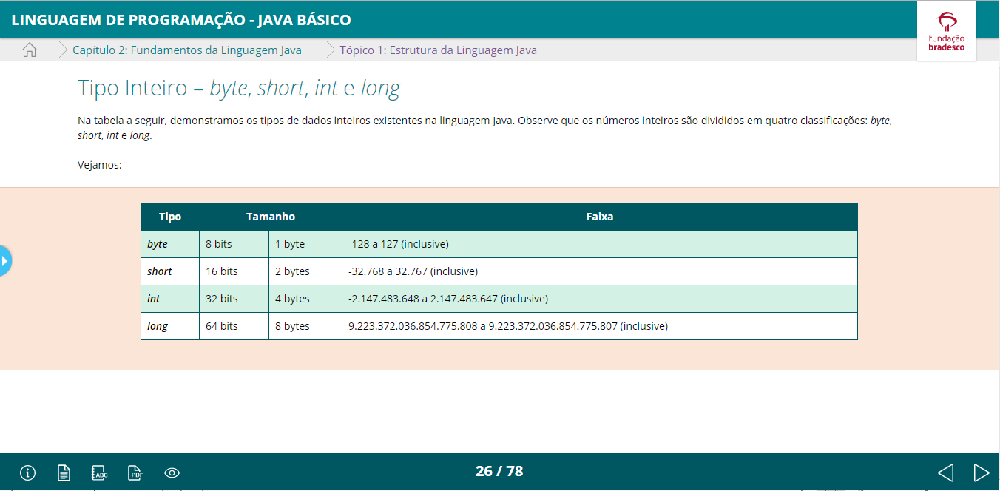 LINGUAGEM DE PROGRAMAÇÃO - JAVA BÁSICO
fundação
bradesco
Capítulo 2: Fundamentos da Linguagem Java
Tópico 1: Estrutura da Linguagem Java
Tipo Inteiro – byte, short, int e long
Na tabela a seguir, demonstramos os tipos de dados inteiros existentes na linguagem Java. Observe que os números inteiros são divididos em quatro classificações: byte,
short, int e long.
Vejamos:
Tipo Tamanho Faixa
byte 8 bits 1 byte -128 a 127 (inclusive)
short 16 bits 2 bytes -32.768 a 32.767 (inclusive)
int 32 bits 4 bytes -2.147.483.648 a 2.147.483.647 (inclusive)
long 64 bits 8 bytes 9.223.372.036.854.775.808 a 9.223.372.036.854.775.807 (inclusive)
ABC
PDF
26 / 78